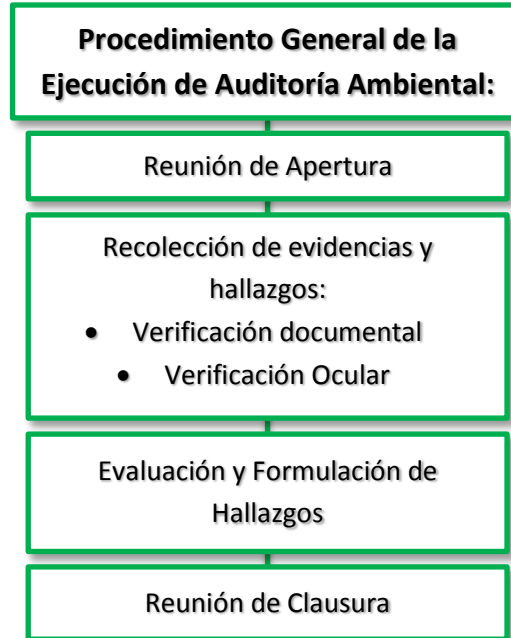 Procedimiento General de la
Ejecución de Auditoría Ambiental:
Reunión de Apertura
Recolección de evidencias y
hallazgos:
• Verificación documental
• Verificación Ocular
Evaluación y Formulación de
Hallazgos
Reunión de Clausura